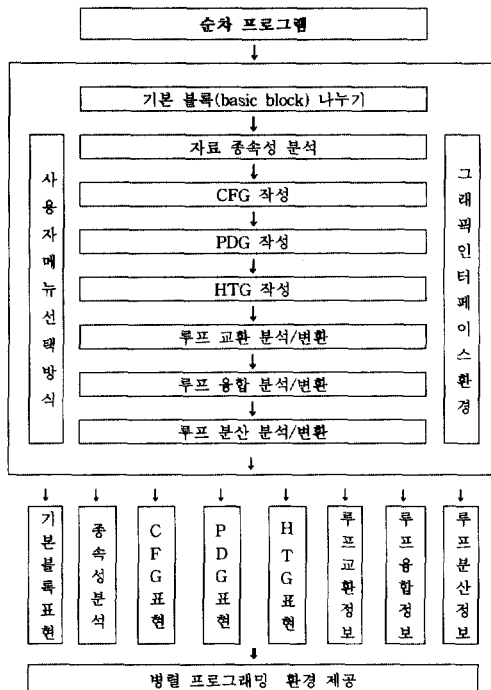 순차 프로그램
기본 블록(basic block) 나누기
자료 종속성 분석
CFG 작성
PDG 작성
HTG 작성
루프 교환 분석/변환
루프 융합 분석/변환
루프 분산 분석/변환
사용자메뉴선택방식
그래픽인터페이스환경
기본블록표현
종속성분석
CFG표현
PDG표현
HTG표현
루프교환정보
루프융합정보
루프분산정보
병렬 프로그래밍 환경 제공